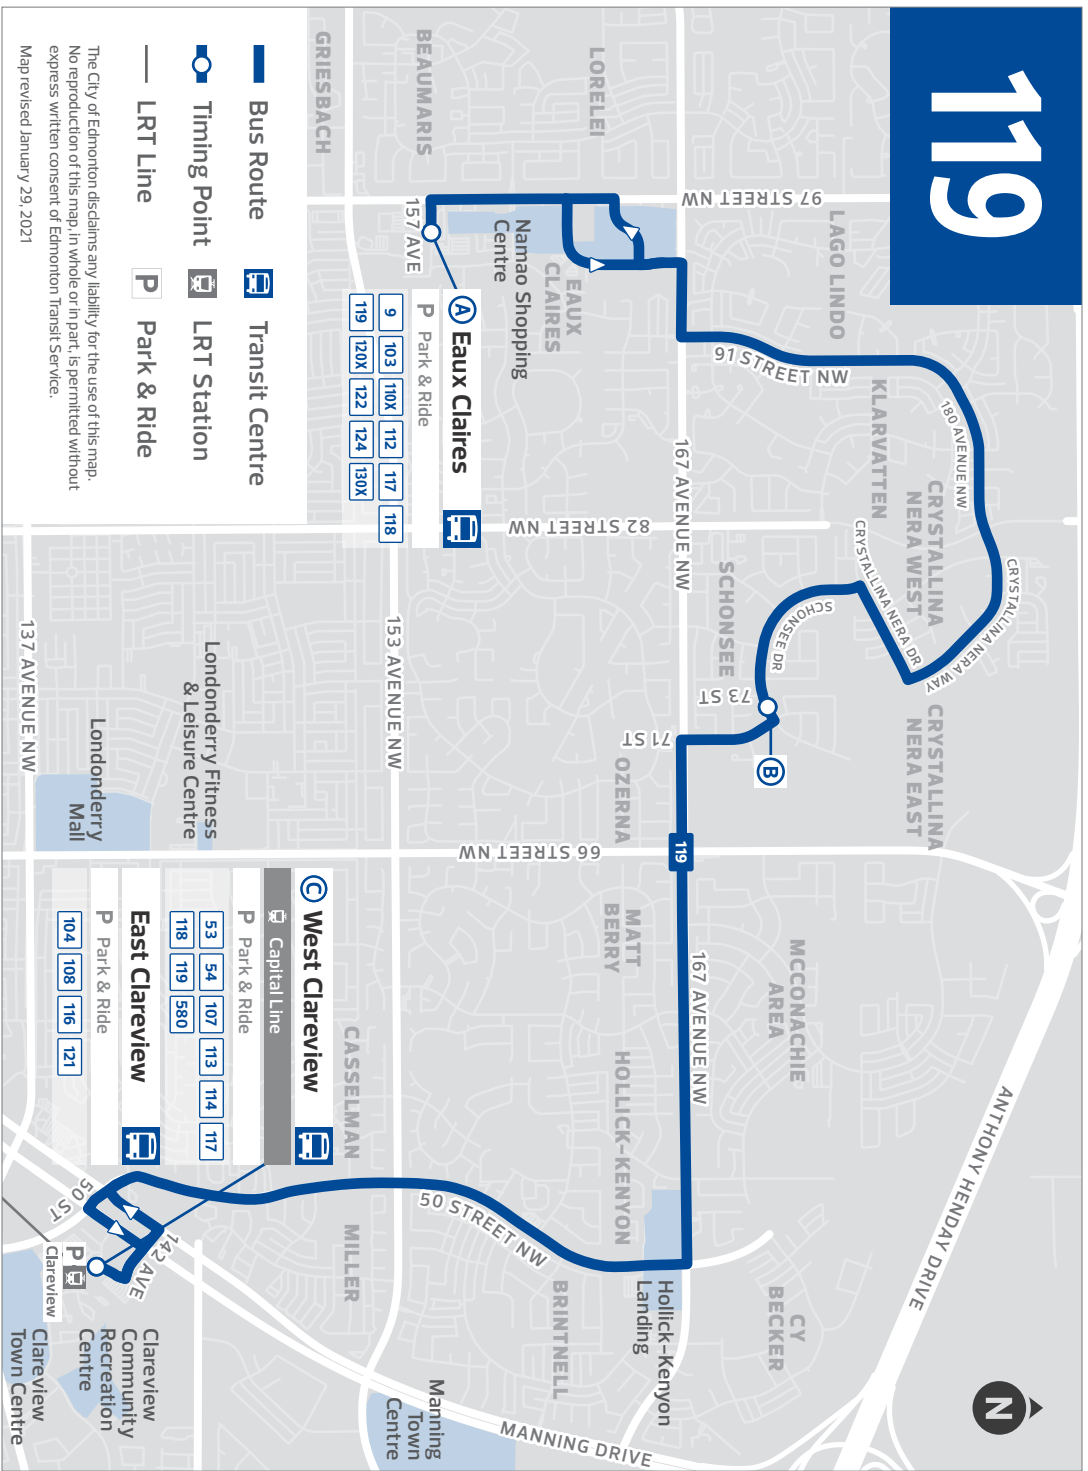 119
GRIESBACH
BEAUMARIS
LORELEI
97 STREET NW
LAGO LINDO
157 AVE
Namao Shopping
Centre
EAUX
CLAIRES
91 STREET NW
KLARVATTEN
180 AVENUE NW
CRYSTALLINA
NERA WEST
CRYSTALLINA NERA WAY
CRYSTALLINA NERA DR
SCHONSEE DR
SCHONSEE
73 ST
71 ST
B
CRYSTALLINA
NERA EAST
167 AVENUE NW
82 STREET NW
A Eaux Claires
P Park & Ride
9 103 110X 112 117 118
119 120X 122 124 130X
153 AVENUE NW
137 AVENUE NW
Londonderry Fitness
& Leisure Centre
Londonderry
Mall
66 STREET NW
OZERNA
119
MATT
BERRY
MCCONACHIE
AREA
167 AVENUE NW
HOLLICK-KENYON
ANTHONY HENDAY DRIVE
C West Clareview
Capital Line
P Park & Ride
53 54 107 113 114 117
118 119 580
East Clareview
P Park & Ride
104 108 116 121
CASSELMAN
MILLER
50 STREET NW
50 ST
142 AVE
P
Clareview
BRINTNELL
Hollick-Kenyon
Landing
CY
BECKER
Clareview
Community
Recreation
Centre
Clareview
Town Centre
Manning
Town
Centre
MANNING DRIVE
N
Bus Route
Timing Point
LRT Line
Transit Centre
LRT Station
P Park & Ride
The City of Edmonton disclaims any liability for the use of this map.
No reproduction of this map, in whole or in part, is permitted without
express written consent of Edmonton Transit Service.
Map revised January 29, 2021